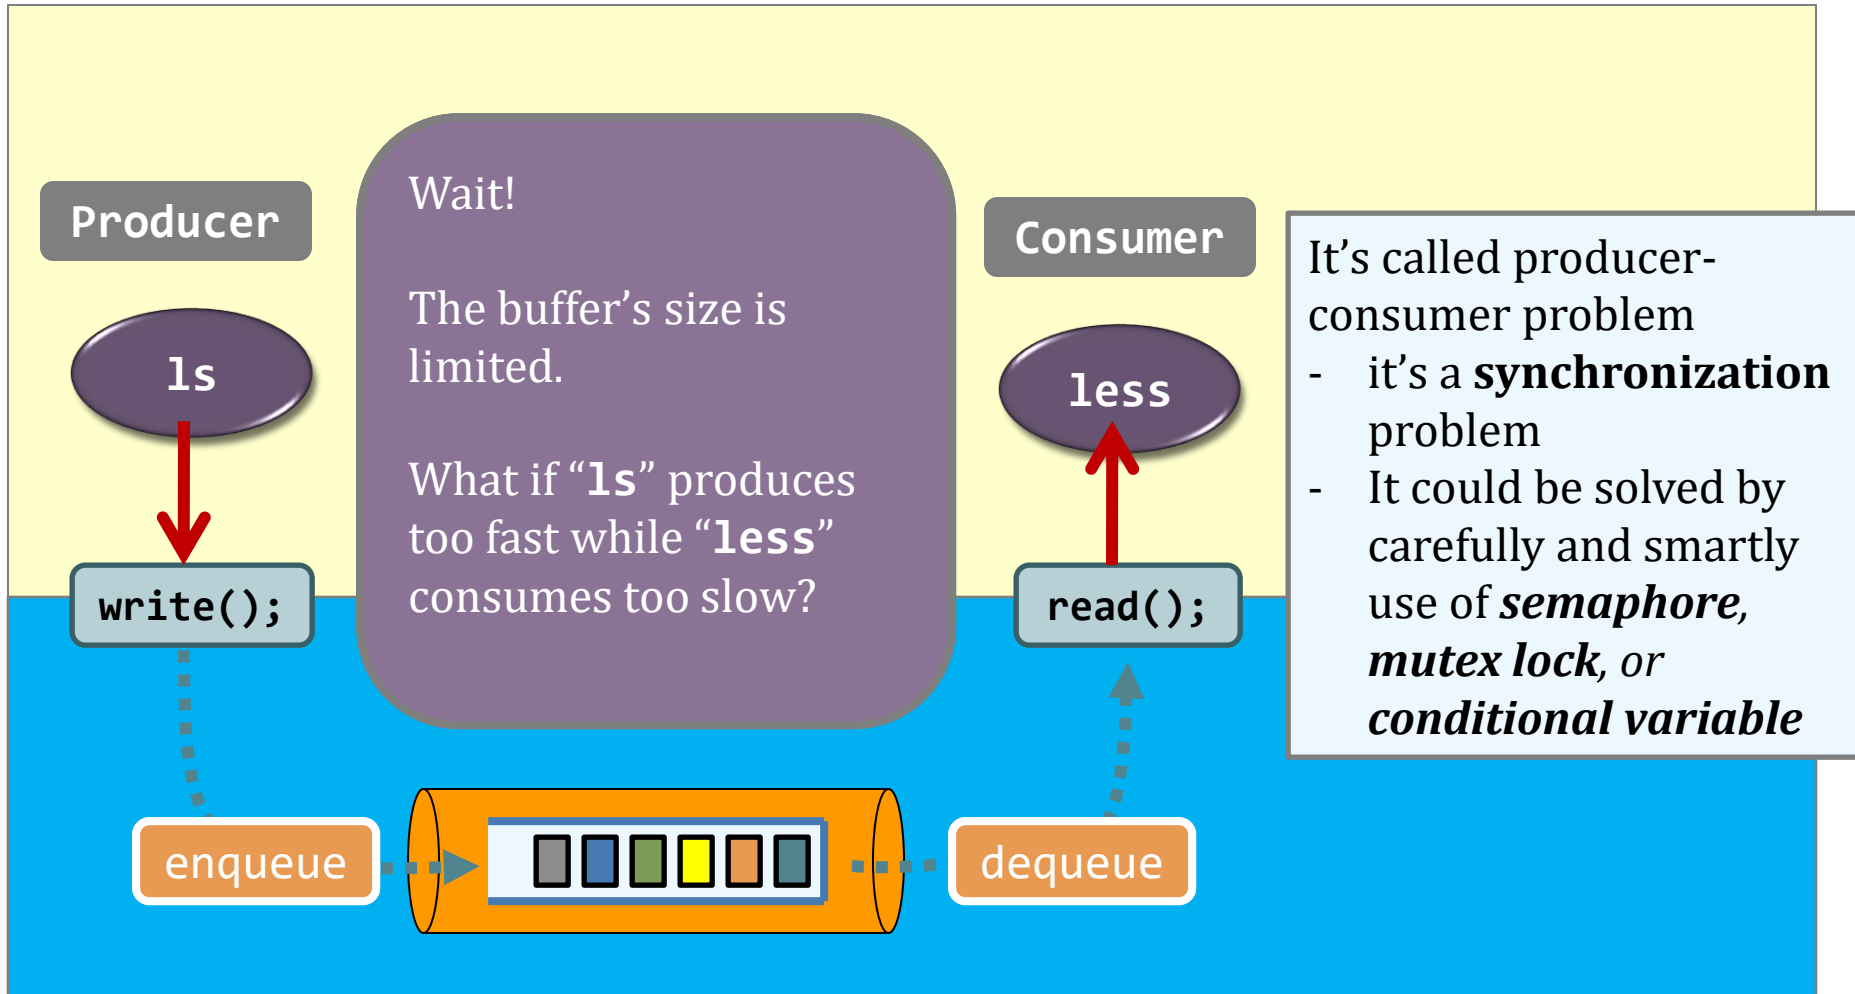 Producer
ls
write();
Wait!
The buffer’s size is
limited.
What if “ls” produces
too fast while “less”
consumes too slow?
Consumer
less
read();
It’s called producer-
consumer problem
- it’s a synchronization
problem
- It could be solved by
carefully and smartly
use of semaphore,
mutex lock, or
conditional variable
enqueue
dequeue